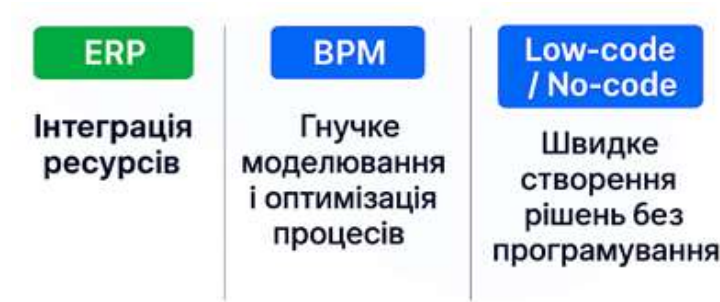 ERP
Інтеграція
ресурсів
BPM
Гнучке
моделювання
і оптимізація
процесів
Low-code
/ No-code
Швидке
створення
рішень без
програмування